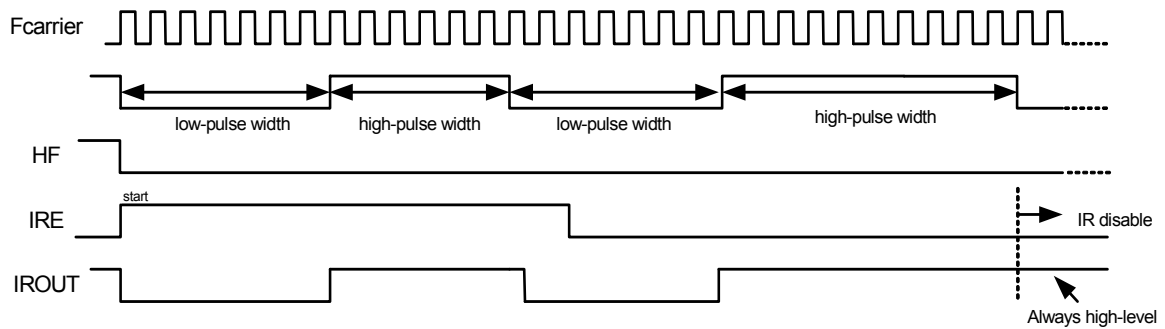 Fcarrier
low-pulse width
high-pulse width
low-pulse width
high-pulse width
HF
start
IRE
IR disable
IROUT
Always high-level